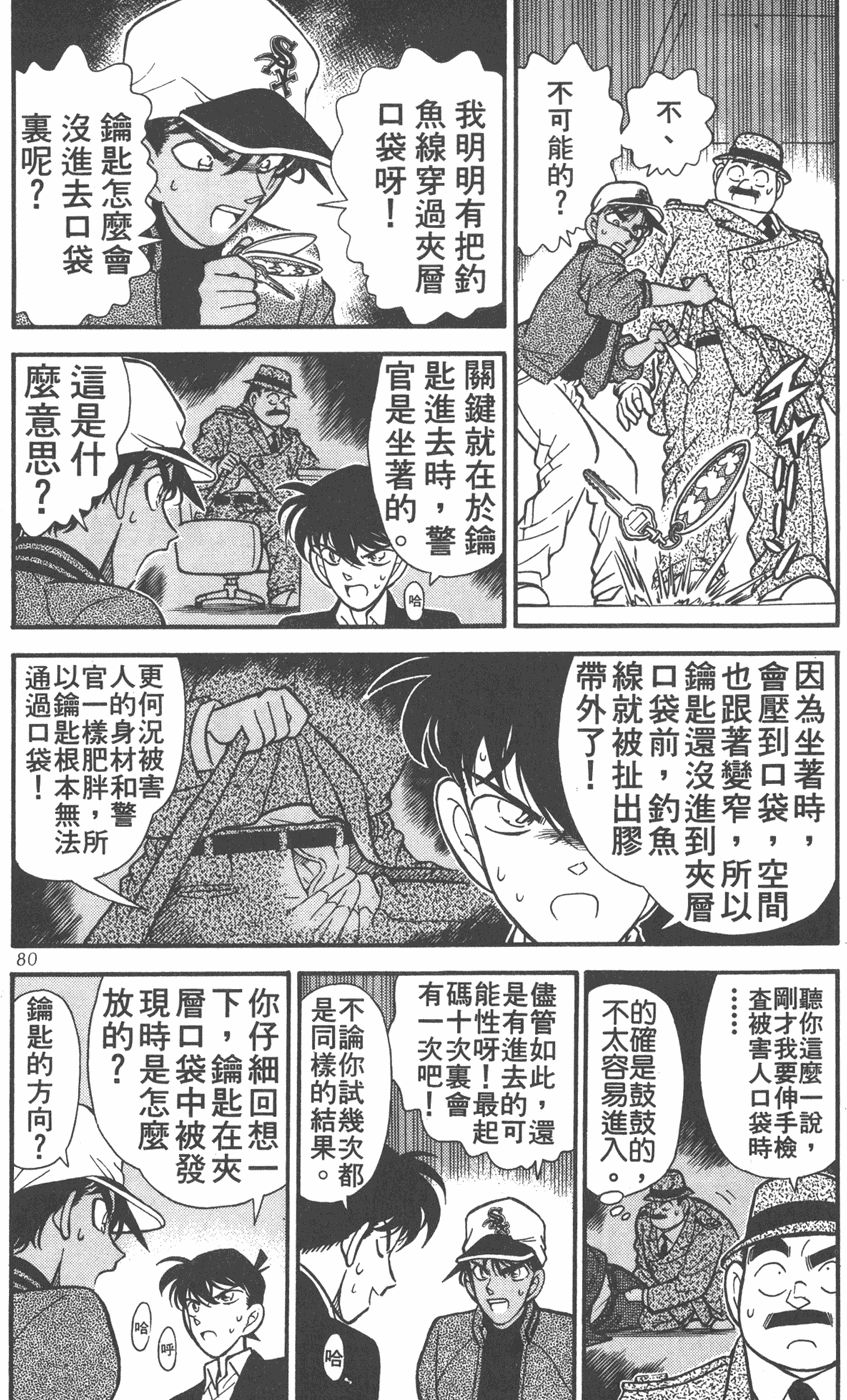 不、
不可能的？
チャリーン
我明明有把釣
魚線穿過夾層
口袋呀！
鑰匙怎麼會
沒進去口袋
裏呢？
關鍵就在於鑰
匙進去時，警
官是坐著的。
哈
這是什
麼意思？
因為坐著時，
會壓到口袋，空間
也跟著變窄，所以
鑰匙還沒進到夾層
口袋前，釣魚
線就被扯出膠
帶外了！
更何況被害
人的身材和警
官一樣肥胖，所
以鑰匙根本無法
通過口袋！
80
聽你這麼一說，
剛才我要伸手檢
查被害人口袋時
……
的確是鼓鼓的，
不太容易進入。
儘管如此，還
是有進去的可
能性呀！最起
碼十次裏會
有一次吧！
不論你試幾次都
是同樣的結果。
哈
你仔細回想一
下，鑰匙在夾
層口袋中被發
現時是怎麼
放的？
哈
呼
鑰匙的方向？